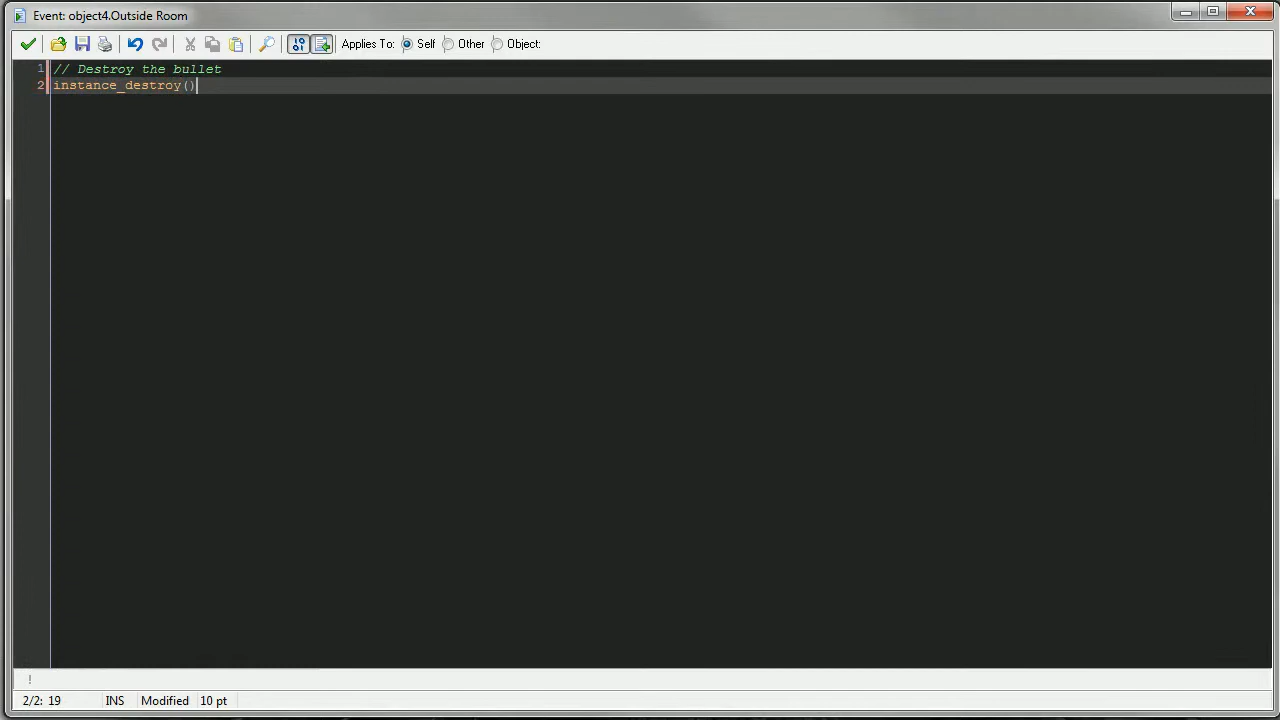 Event: object4.Outside Room
Applies To: Self Other Object:
1 // Destroy the bullet
2 instance_destroy()
!
2/2: 19 INS Modified 10 pt